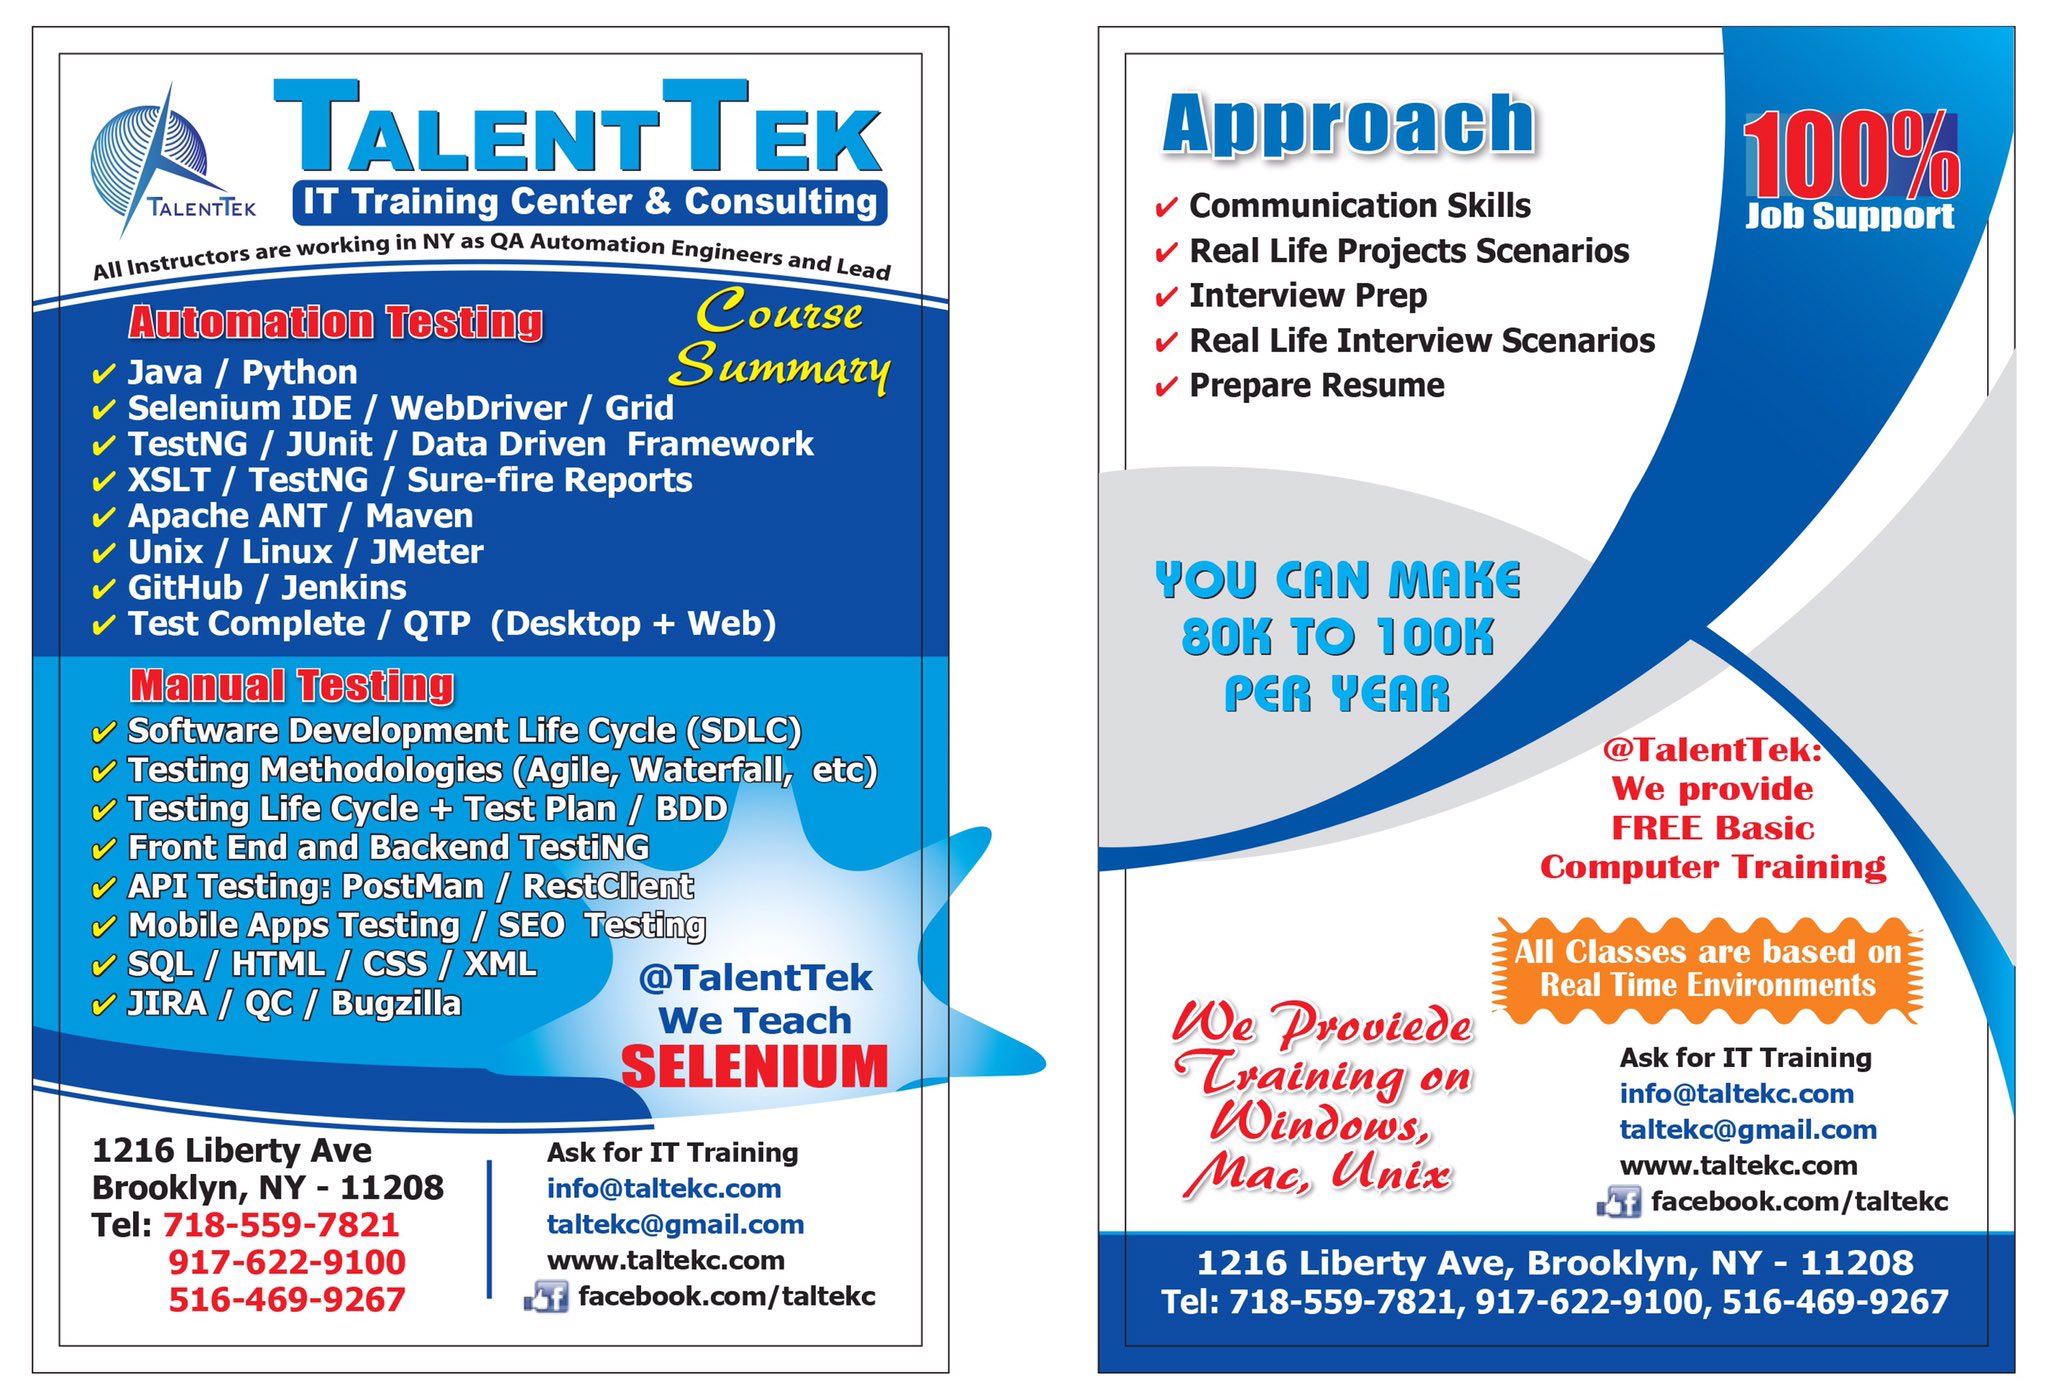 TALENTTEK
TALENTTEK
IT Training Center & Consulting
All Instructors are working in NY as QA Automation Engineers and Lead
Course
Summary
Automation Testing
✔ Java / Python
✔ Selenium IDE / WebDriver / Grid
✔ TestNG / JUnit / Data Driven Framework
✔ XSLT / TestNG / Sure-fire Reports
✔ Apache ANT / Maven
✔ Unix / Linux / JMeter
✔ GitHub / Jenkins
✔ Test Complete / QTP (Desktop + Web)
Manual Testing
✔ Software Development Life Cycle (SDLC)
✔ Testing Methodologies (Agile, Waterfall, etc)
✔ Testing Life Cycle + Test Plan / BDD
✔ Front End and Backend TestiNG
✔ API Testing: PostMan / RestClient
✔ Mobile Apps Testing / SEO Testing
✔ SQL / HTML / CSS / XML
✔ JIRA / QC / Bugzilla
@TalentTek
We Teach
SELENIUM
1216 Liberty Ave
Brooklyn, NY - 11208
Tel: 718-559-7821
917-622-9100
516-469-9267
Ask for IT Training
info@taltekc.com
taltekc@gmail.com
www.taltekc.com
facebook.com/taltekc
Approach
✔ Communication Skills
✔ Real Life Projects Scenarios
✔ Interview Prep
✔ Real Life Interview Scenarios
✔ Prepare Resume
100%
Job Support
YOU CAN MAKE
80K TO 100K
PER YEAR
@TalentTek:
We provide
FREE Basic
Computer Training
All Classes are based on
Real Time Environments
We Proviede
Training on
Windows,
Mac, Unix
Ask for IT Training
info@taltekc.com
taltekc@gmail.com
www.taltekc.com
facebook.com/taltekc
1216 Liberty Ave, Brooklyn, NY - 11208
Tel: 718-559-7821, 917-622-9100, 516-469-9267